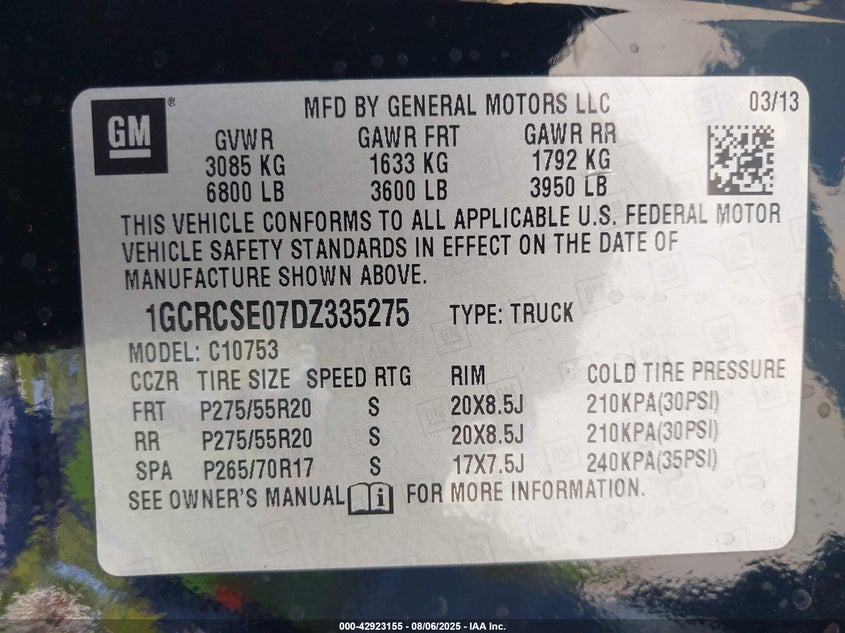 GM ® MFD BY GENERAL MOTORS LLC 03/13
GVWR GAWR FRT GAWR RR
3085 KG 1633 KG 1792 KG
6800 LB 3600 LB 3950 LB
THIS VEHICLE CONFORMS TO ALL APPLICABLE U.S. FEDERAL MOTOR
VEHICLE SAFETY STANDARDS IN EFFECT ON THE DATE OF
MANUFACTURE SHOWN ABOVE.
1GCRCSE07DZ335275 TYPE: TRUCK
MODEL: C10753
CCZR TIRE SIZE SPEED RTG RIM COLD TIRE PRESSURE
FRT P275/55R20 S 20X8.5J 210KPA(30PSI)
RR P275/55R20 S 20X8.5J 210KPA(30PSI)
SPA P265/70R17 S 17X7.5J 240KPA(35PSI)
SEE OWNER'S MANUAL FOR MORE INFORMATION.
000-42923155 - 08/06/2025 - IAA Inc.